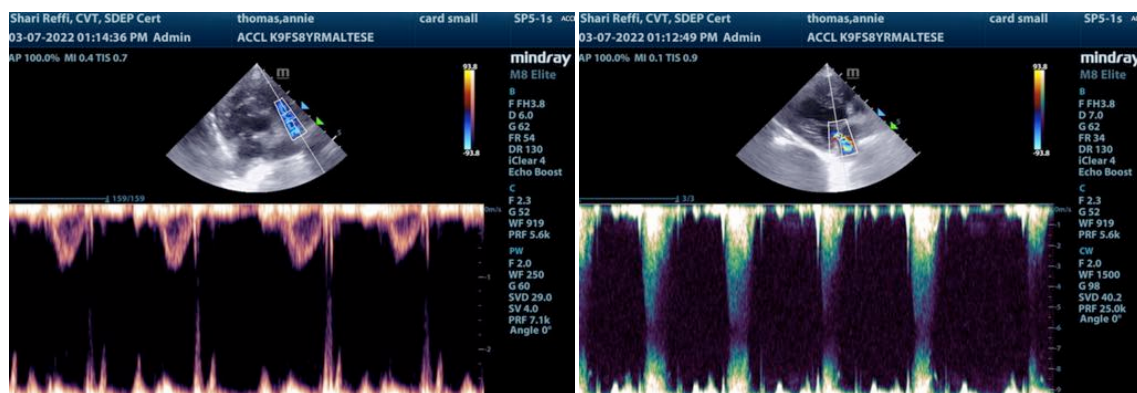 Shari Reffi, CVT, SDEP Cert thomas,annie card small SP5-1s ACC
03-07-2022 01:14:36 PM Admin ACCL K9FS8YRMALTESE
AP 100.0% MI 0.4 TIS 0.7
mindray
M8 Elite
m
93.8
-93.8
5
B
F FH3.8
D 6.0
G 62
FR 54
DR 130
iClear 4
Echo Boost
C
F 2.3
G 52
WF 919
PRF 5.6k
PW
F 2.0
WF 250
G 60
SVD 29.0
SV 4.0
PRF 7.1k
Angle 0°
159/159
0m/s
-1
-2
Shari Reffi, CVT, SDEP Cert thomas,annie card small SP5-1s
03-07-2022 01:12:49 PM Admin ACCL K9FS8YRMALTESE
AP 100.0% MI 0.1 TIS 0.9
mindray
M8 Elite
m
93.8
-93.8
B
F FH3.8
D 7.0
G 62
FR 34
DR 130
iClear 4
Echo Boost
C
F 2.3
G 52
WF 919
PRF 5.6k
CW
F 2.0
WF 1500
G 98
SVD 40.2
PRF 25.0k
Angle 0°
3/3
0m/s
-1
-2
-3
-4
-5
-6
-7
-8
-9